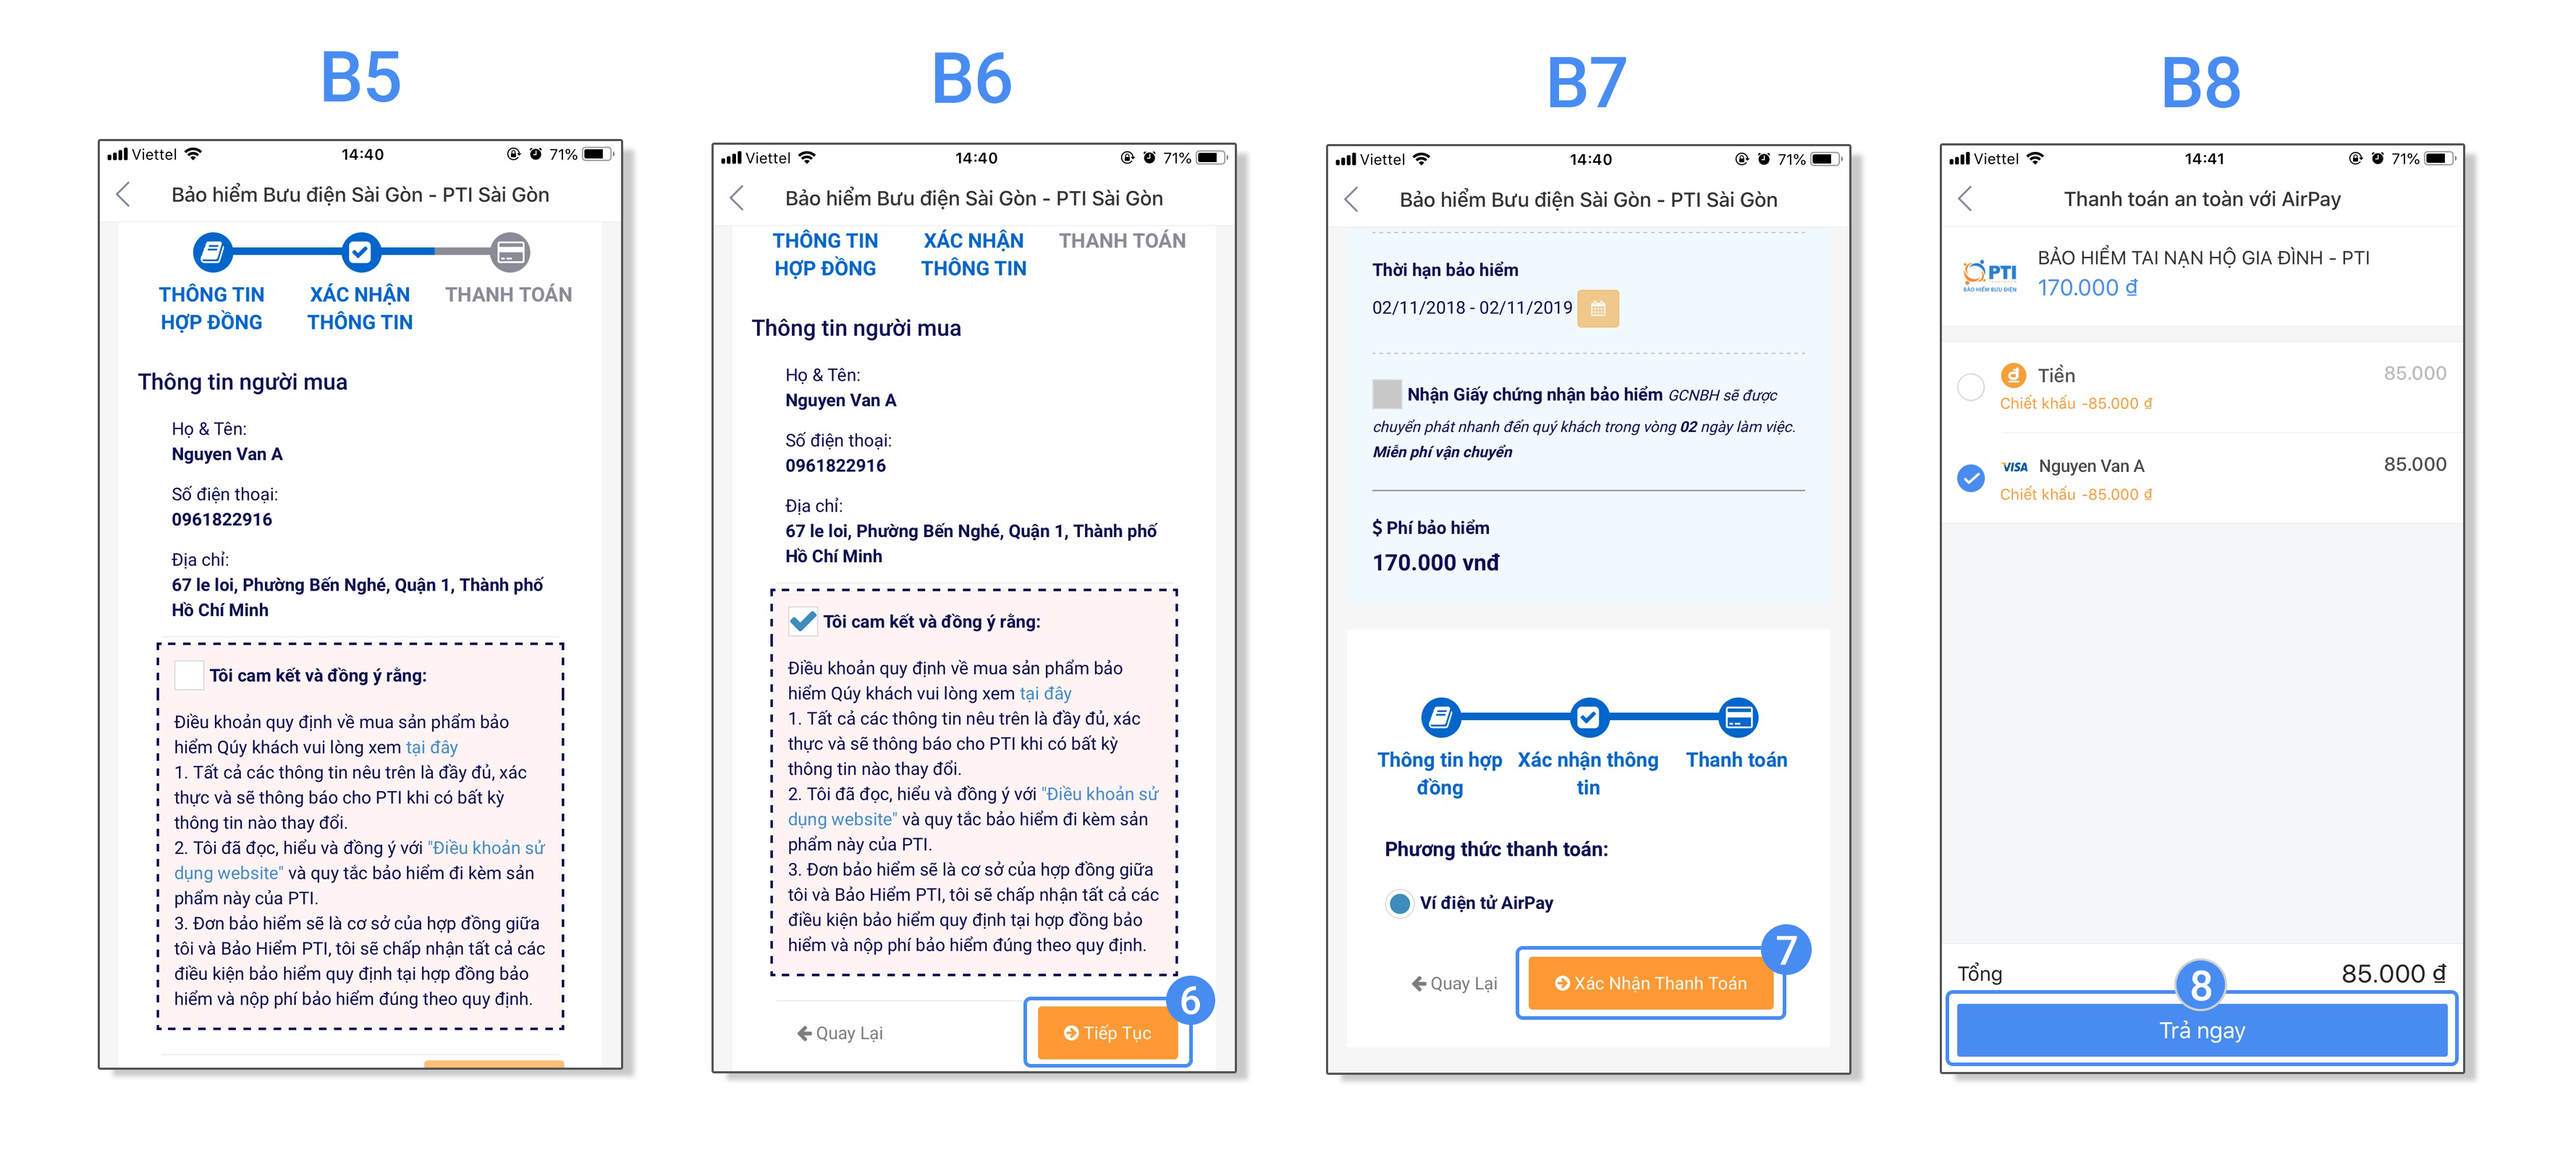 B5
Viettel 14:40 71%
Bảo hiểm Bưu điện Sài Gòn - PTI Sài Gòn
THÔNG TIN XÁC NHẬN THANH TOÁN
HỢP ĐỒNG THÔNG TIN
Thông tin người mua
Họ & Tên:
Nguyen Van A
Số điện thoại:
0961822916
Địa chỉ:
67 le loi, Phường Bến Nghé, Quận 1, Thành phố
Hồ Chí Minh
Tôi cam kết và đồng ý rằng:
Điều khoản quy định về mua sản phẩm bảo
hiểm Qúy khách vui lòng xem tại đây
1. Tất cả các thông tin nêu trên là đầy đủ, xác
thực và sẽ thông báo cho PTI khi có bất kỳ
thông tin nào thay đổi.
2. Tôi đã đọc, hiểu và đồng ý với "Điều khoản sử
dụng website" và quy tắc bảo hiểm đi kèm sản
phẩm này của PTI.
3. Đơn bảo hiểm sẽ là cơ sở của hợp đồng giữa
tôi và Bảo Hiểm PTI, tôi sẽ chấp nhận tất cả các
điều kiện bảo hiểm quy định tại hợp đồng bảo
hiểm và nộp phí bảo hiểm đúng theo quy định.
B6
Viettel 14:40 71%
Bảo hiểm Bưu điện Sài Gòn - PTI Sài Gòn
THÔNG TIN XÁC NHẬN THANH TOÁN
HỢP ĐỒNG THÔNG TIN
Thông tin người mua
Họ & Tên:
Nguyen Van A
Số điện thoại:
0961822916
Địa chỉ:
67 le loi, Phường Bến Nghé, Quận 1, Thành phố
Hồ Chí Minh
Tôi cam kết và đồng ý rằng:
Điều khoản quy định về mua sản phẩm bảo
hiểm Qúy khách vui lòng xem tại đây
1. Tất cả các thông tin nêu trên là đầy đủ, xác
thực và sẽ thông báo cho PTI khi có bất kỳ
thông tin nào thay đổi.
2. Tôi đã đọc, hiểu và đồng ý với "Điều khoản sử
dụng website" và quy tắc bảo hiểm đi kèm sản
phẩm này của PTI.
3. Đơn bảo hiểm sẽ là cơ sở của hợp đồng giữa
tôi và Bảo Hiểm PTI, tôi sẽ chấp nhận tất cả các
điều kiện bảo hiểm quy định tại hợp đồng bảo
hiểm và nộp phí bảo hiểm đúng theo quy định.
6
Quay Lại Tiếp Tục
B7
Viettel 14:40 71%
Bảo hiểm Bưu điện Sài Gòn - PTI Sài Gòn
Thời hạn bảo hiểm
02/11/2018 - 02/11/2019
Nhận Giấy chứng nhận bảo hiểm GCNBH sẽ được
chuyển phát nhanh đến quý khách trong vòng 02 ngày làm việc.
Miễn phí vận chuyển
$ Phí bảo hiểm
170.000 vnđ
Thông tin hợp Xác nhận thông Thanh toán
đồng tin
Phương thức thanh toán:
Ví điện tử AirPay
7
Quay Lại Xác Nhận Thanh Toán
B8
Viettel 14:41 71%
Thanh toán an toàn với AirPay
PTI
BẢO HIỂM BƯU ĐIỆN
BẢO HIỂM TAI NẠN HỘ GIA ĐÌNH - PTI
170.000 ₫
đ Tiền 85.000
Chiết khấu -85.000 ₫
VISA Nguyen Van A 85.000
Chiết khấu -85.000 ₫
Tổng 85.000 ₫
8
Trả ngay